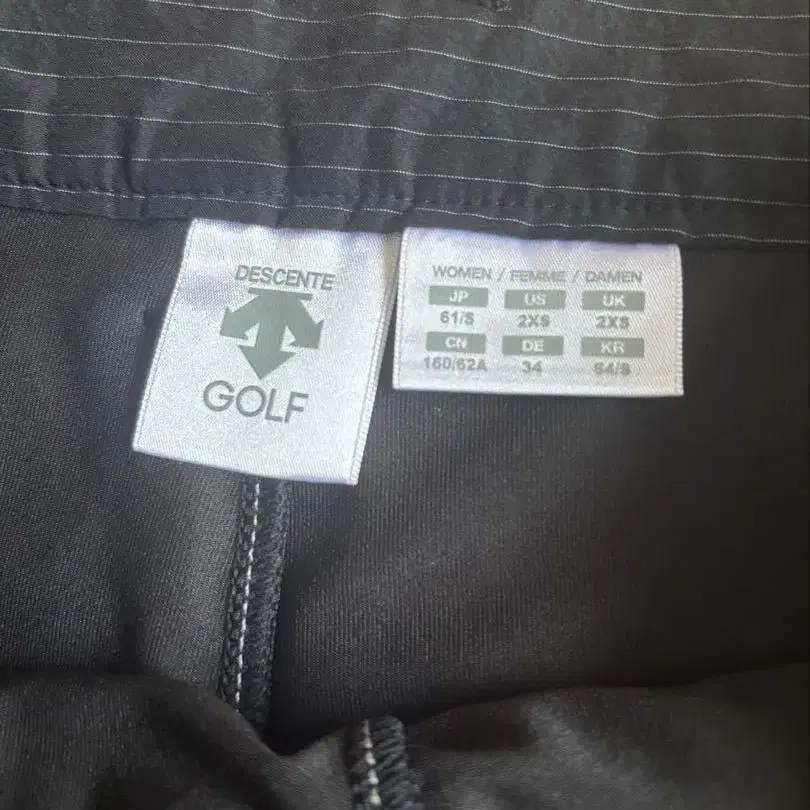 DESCENTE
GOLF
WOMEN / FEMME / DAMEN
JP US UK
61/S 2XS 2XS
CN DE KR
160/62A 34 64/S